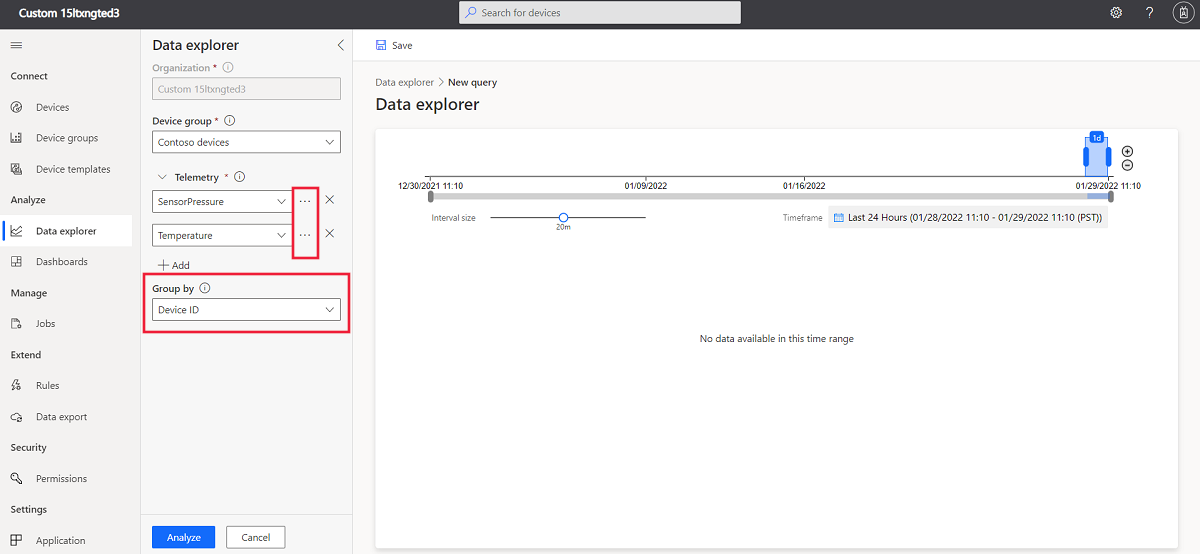 Custom 15ltxngted3
Search for devices
?
Connect
Devices
Device groups
Device templates
Analyze
Data explorer
Dashboards
Manage
Jobs
Extend
Rules
Data export
Security
Permissions
Settings
Application
Data explorer
Organization *
Custom 15ltxngted3
Device group *
Contoso devices
Telemetry *
SensorPressure
...
Temperature
...
Add
Group by
Device ID
Analyze
Cancel
Save
Data explorer > New query
Data explorer
1d
12/30/2021 11:10 01/09/2022 01/16/2022 01/29/2022 11:10
Interval size
20m
Timeframe
Last 24 Hours (01/28/2022 11:10 - 01/29/2022 11:10 (PST))
No data available in this time range